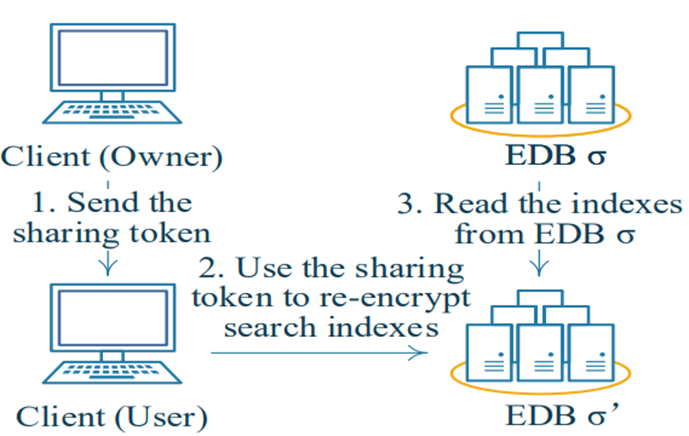 Client (Owner)
EDB σ
1. Send the
sharing token
3. Read the indexes
from EDB σ
2. Use the sharing
token to re-encrypt
search indexes
Client (User)
EDB σ’